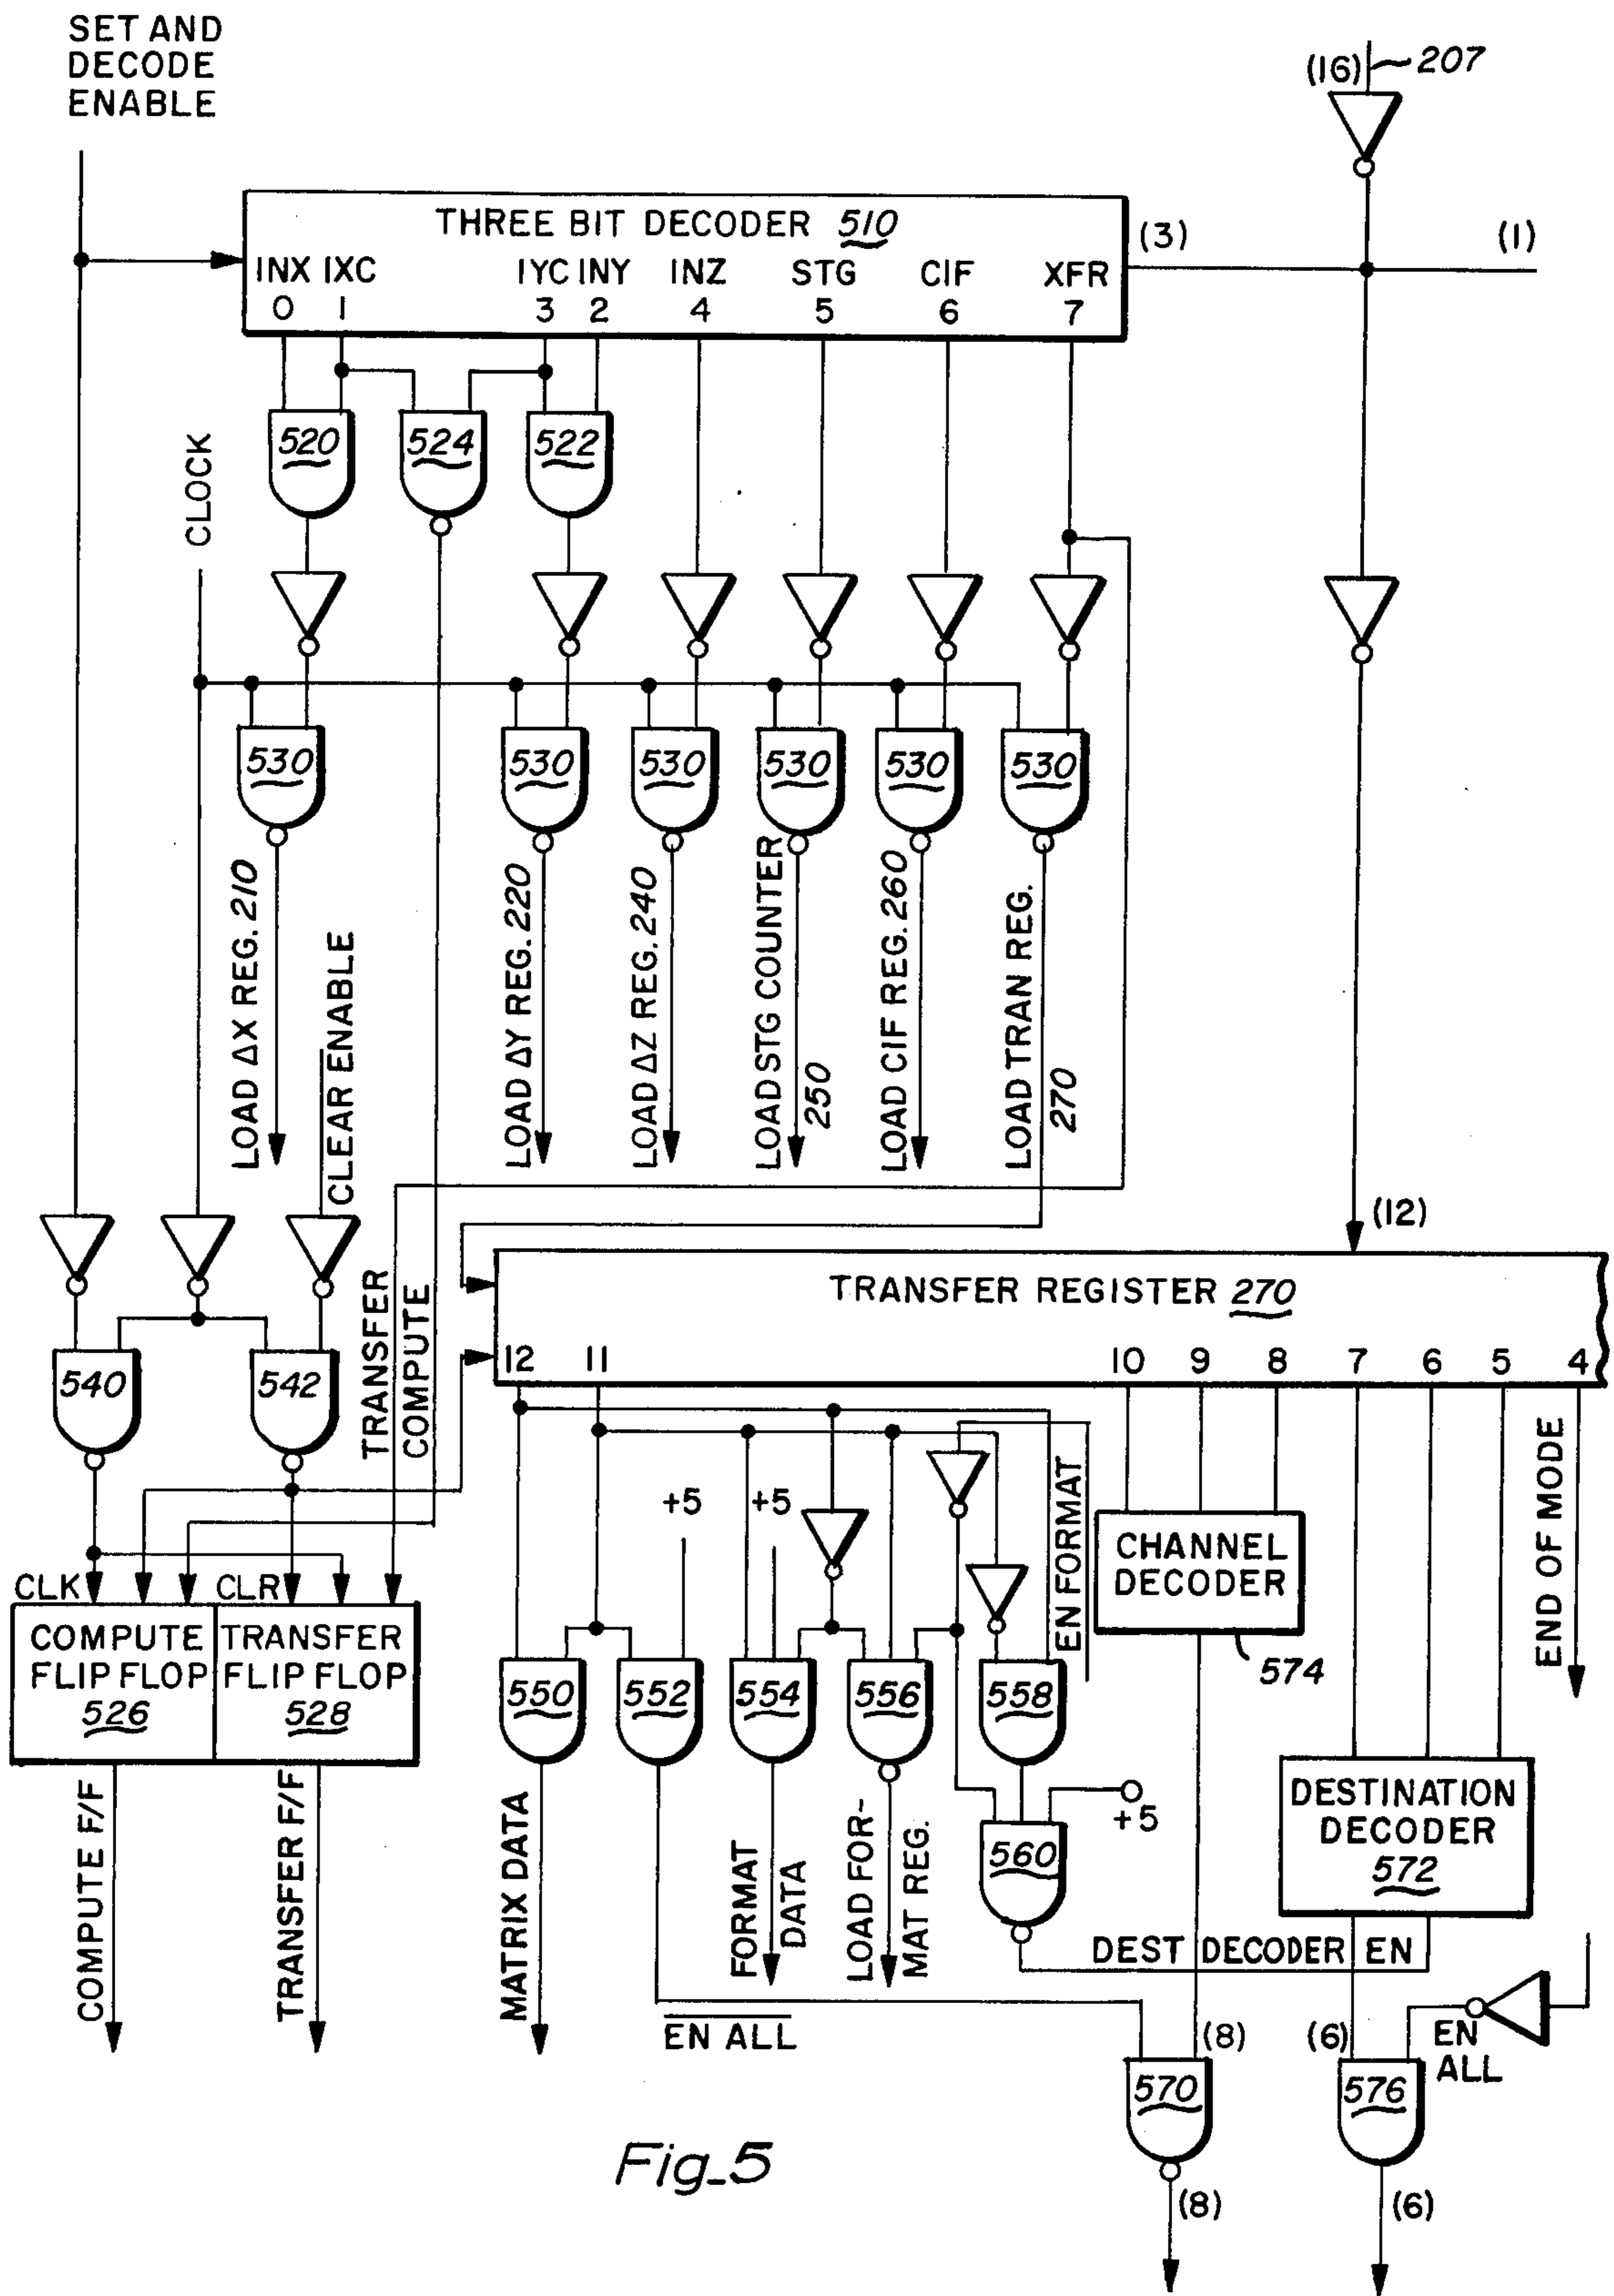 SET AND
DECODE
ENABLE
(16) 207
THREE BIT DECODER 510
(3)
(1)
INX IXC IYC INY INZ STG CIF XFR
0 1 3 2 4 5 6 7
CLOCK
520 524 522
530 530 530 530 530 530
LOAD ΔX REG. 210
CLEAR ENABLE
LOAD ΔY REG. 220
LOAD ΔZ REG. 240
LOAD STG COUNTER
250
LOAD CIF REG. 260
LOAD TRAN REG.
270
(12)
TRANSFER REGISTER 270
12 11 10 9 8 7 6 5 4
TRANSFER
COMPUTE
540 542
+5 +5
EN FORMAT
CHANNEL
DECODER
574
END OF MODE
CLK CLR
COMPUTE
FLIP FLOP
526
TRANSFER
FLIP FLOP
528
550 552 554 556 558
+5
560
DESTINATION
DECODER
572
COMPUTE F/F
TRANSFER F/F
MATRIX DATA
FORMAT
DATA
LOAD FOR-
MAT REG.
DEST DECODER EN
EN ALL
(8)
(6)
EN
ALL
570 576
(8)
(6)
Fig_5